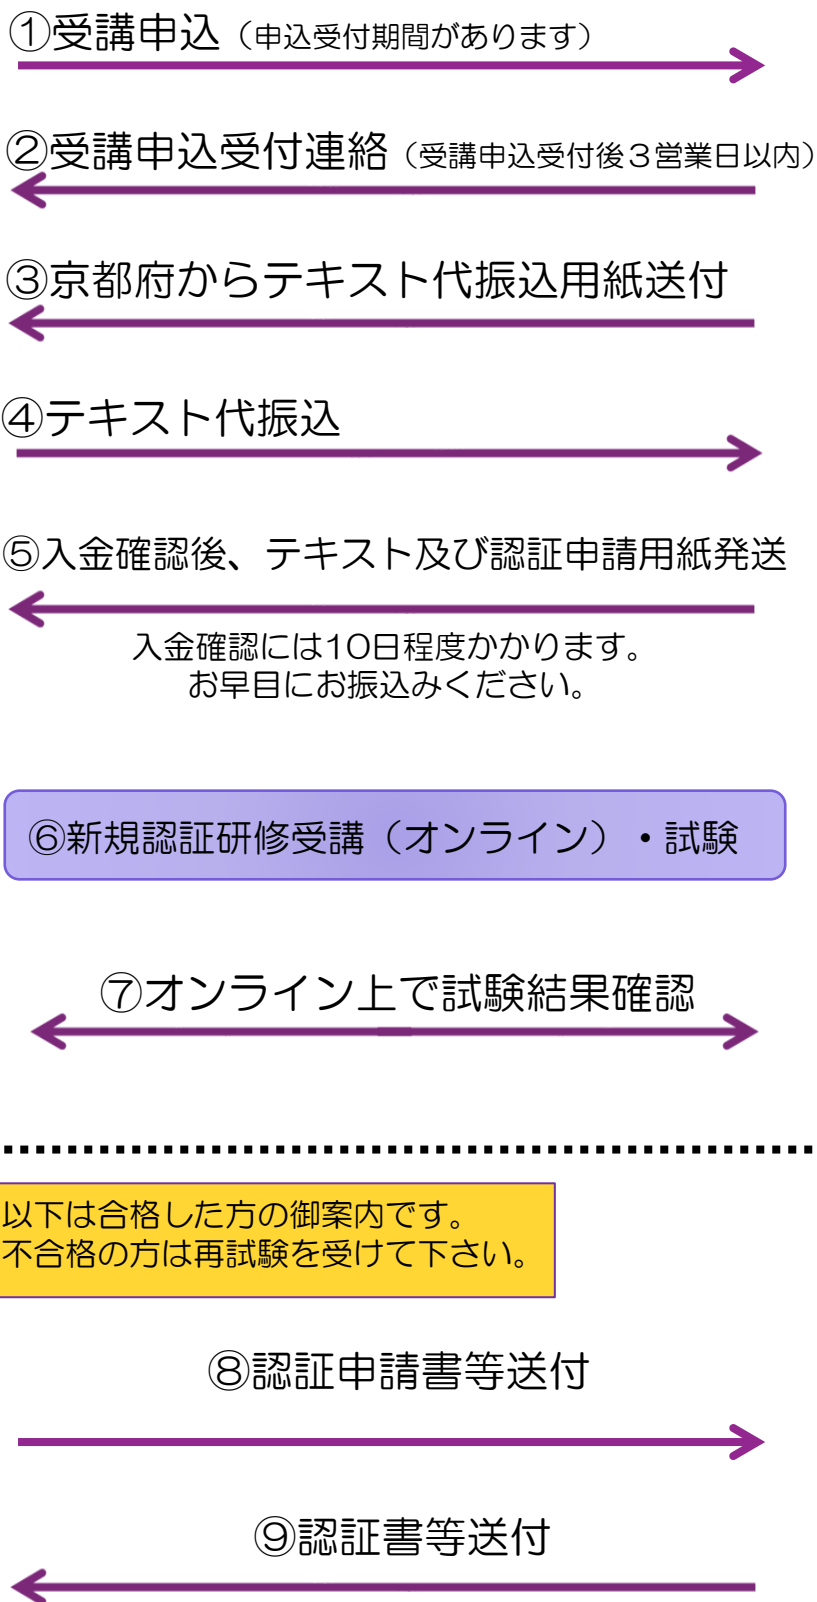 ①受講申込（申込受付期間があります）
②受講申込受付連絡（受講申込受付後３営業日以内）
③京都府からテキスト代振込用紙送付
④テキスト代振込
⑤入金確認後、テキスト及び認証申請用紙発送
入金確認には10日程度かかります。
お早目にお振込みください。
⑥新規認証研修受講（オンライン）・試験
⑦オンライン上で試験結果確認
以下は合格した方の御案内です。
不合格の方は再試験を受けて下さい。
⑧認証申請書等送付
⑨認証書等送付